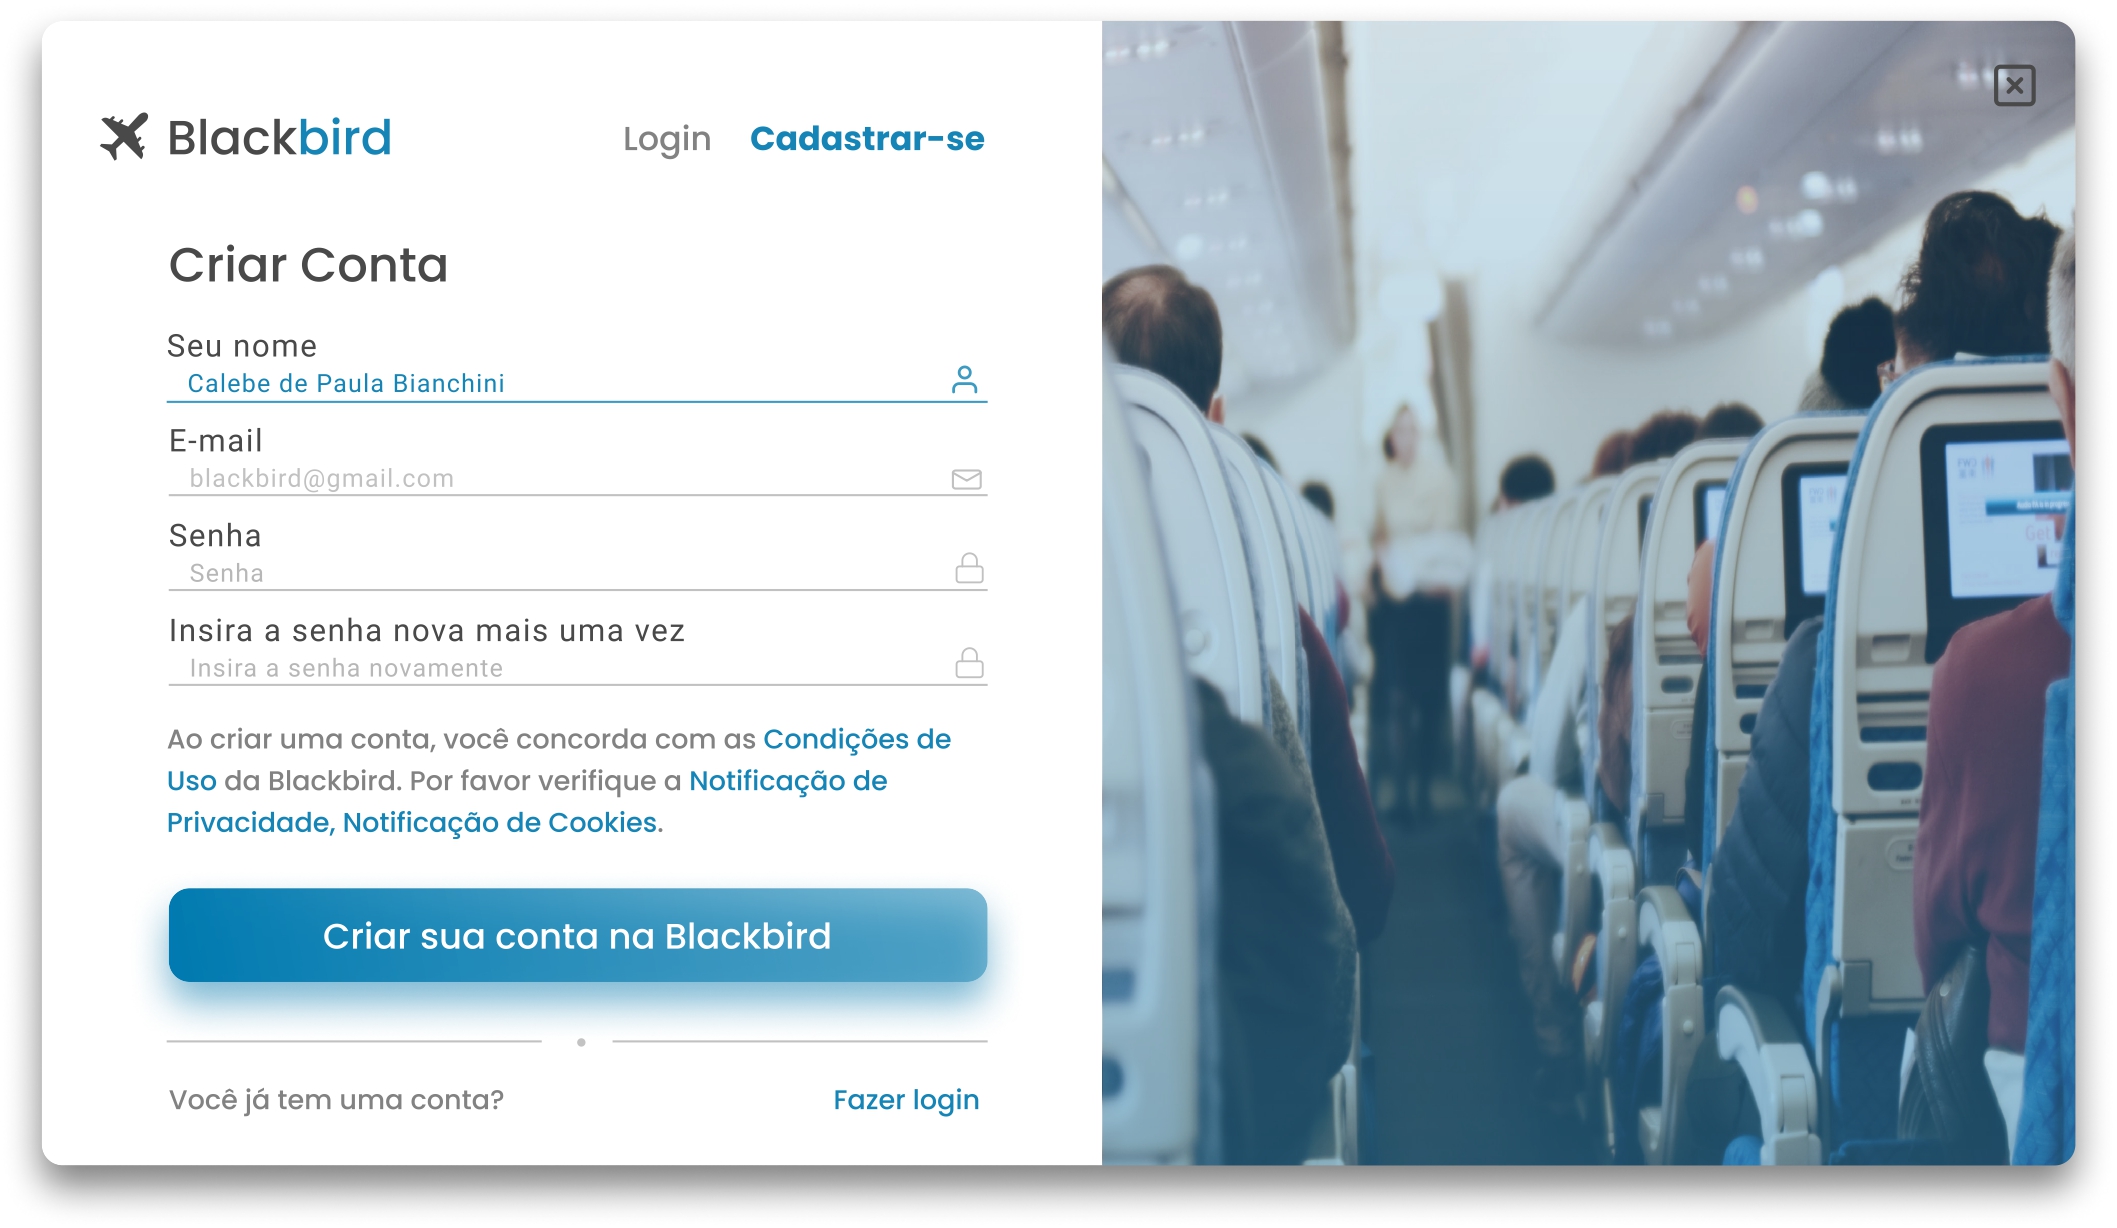 Blackbird
Login Cadastrar-se
Criar Conta
Seu nome
Calebe de Paula Bianchini
E-mail
blackbird@gmail.com
Senha
Senha
Insira a senha nova mais uma vez
Insira a senha novamente
Ao criar uma conta, você concorda com as Condições de
Uso da Blackbird. Por favor verifique a Notificação de
Privacidade, Notificação de Cookies.
Criar sua conta na Blackbird
Você já tem uma conta? Fazer login